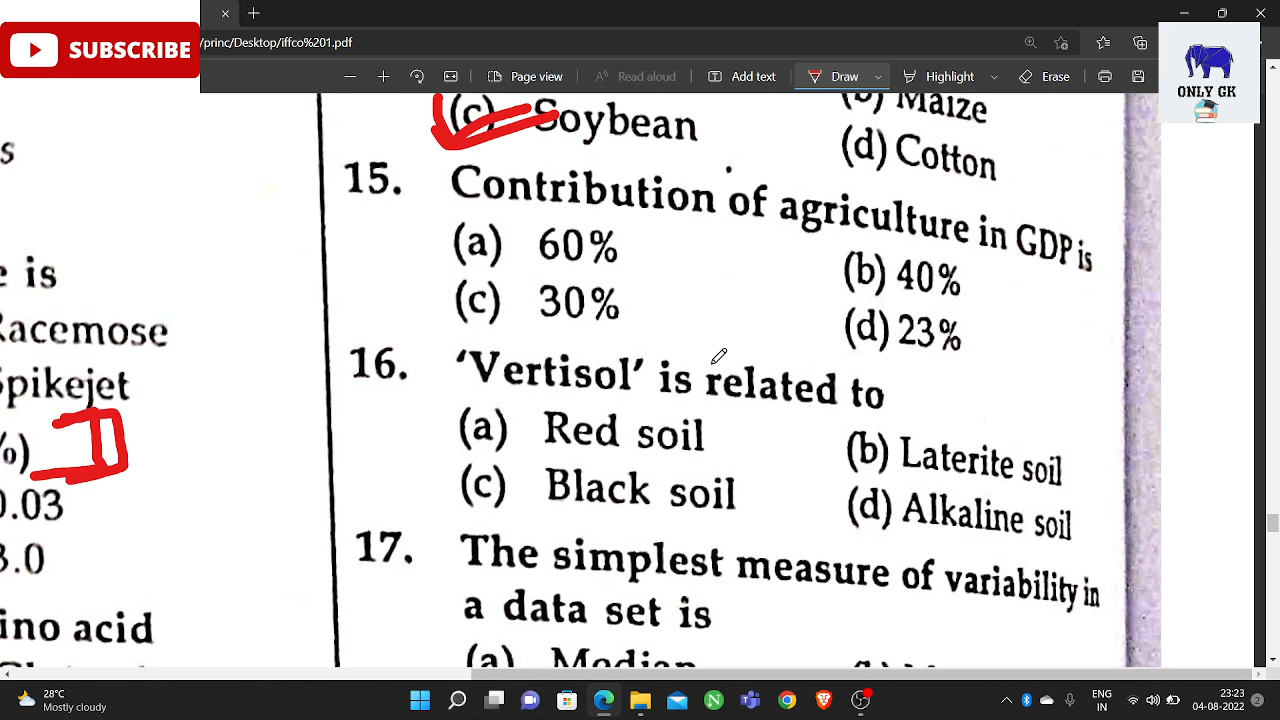 SUBSCRIBE
/princ/Desktop/iffco%201.pdf
Page view
Read aloud
Add text
Draw
Highlight
Erase
ONLY GK
s
e is
Racemose
Spikejet
%)
0.03
3.0
ino acid
(c) Soybean
(b) Maize
(d) Cotton
15. Contribution of agriculture in GDP is
(a) 60%
(b) 40%
(c) 30%
(d) 23%
16. ‘Vertisol’ is related to
(a) Red soil
(b) Laterite soil
(c) Black soil
(d) Alkaline soil
17. The simplest measure of variability in
a data set is
(a) Median
28°C
Mostly cloudy
ENG
IN
23:23
04-08-2022
2